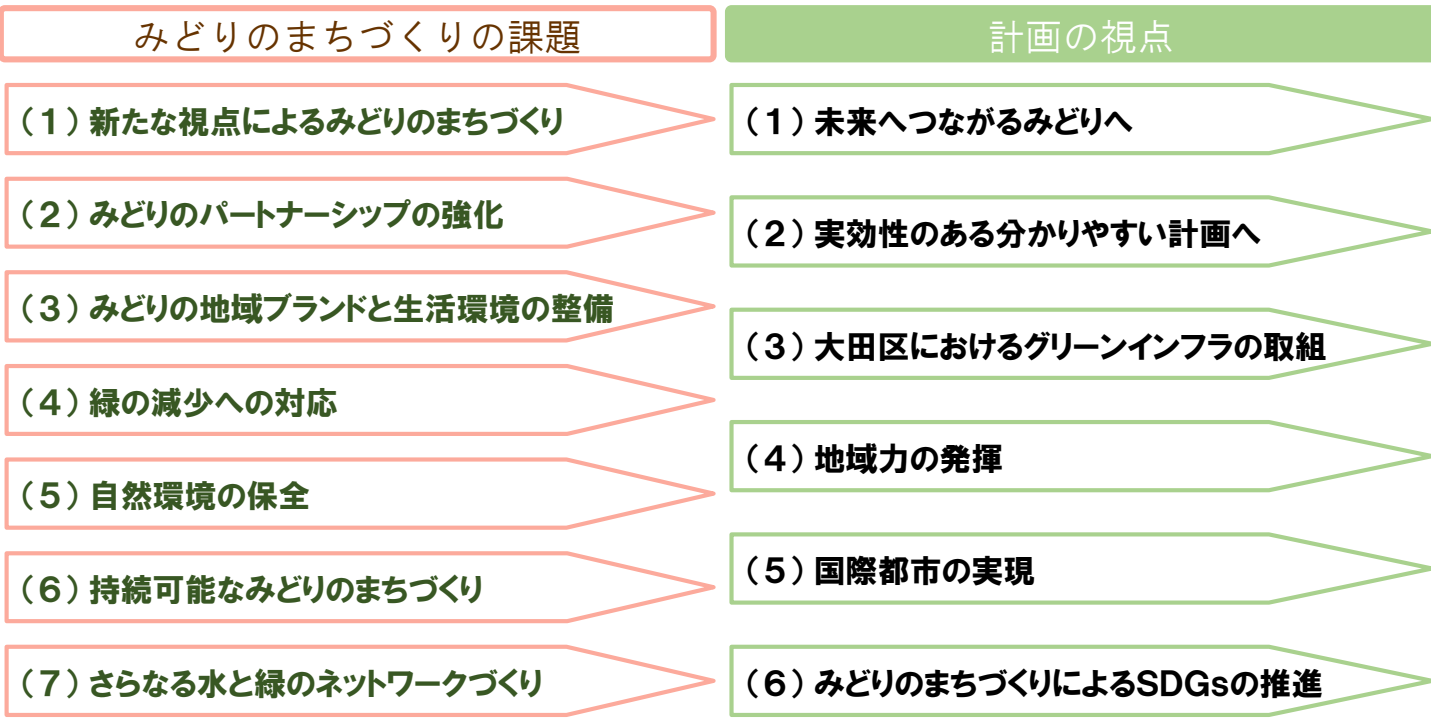 みどりのまちづくりの課題
(1)新たな視点によるみどりのまちづくり
(2)みどりのパートナーシップの強化
(3)みどりの地域ブランドと生活環境の整備
(4)緑の減少への対応
(5)自然環境の保全
(6)持続可能なみどりのまちづくり
(7)さらなる水と緑のネットワークづくり
計画の視点
(1)未来へつながるみどりへ
(2)実効性のある分かりやすい計画へ
(3)大田区におけるグリーンインフラの取組
(4)地域力の発揮
(5)国際都市の実現
(6)みどりのまちづくりによるSDGsの推進